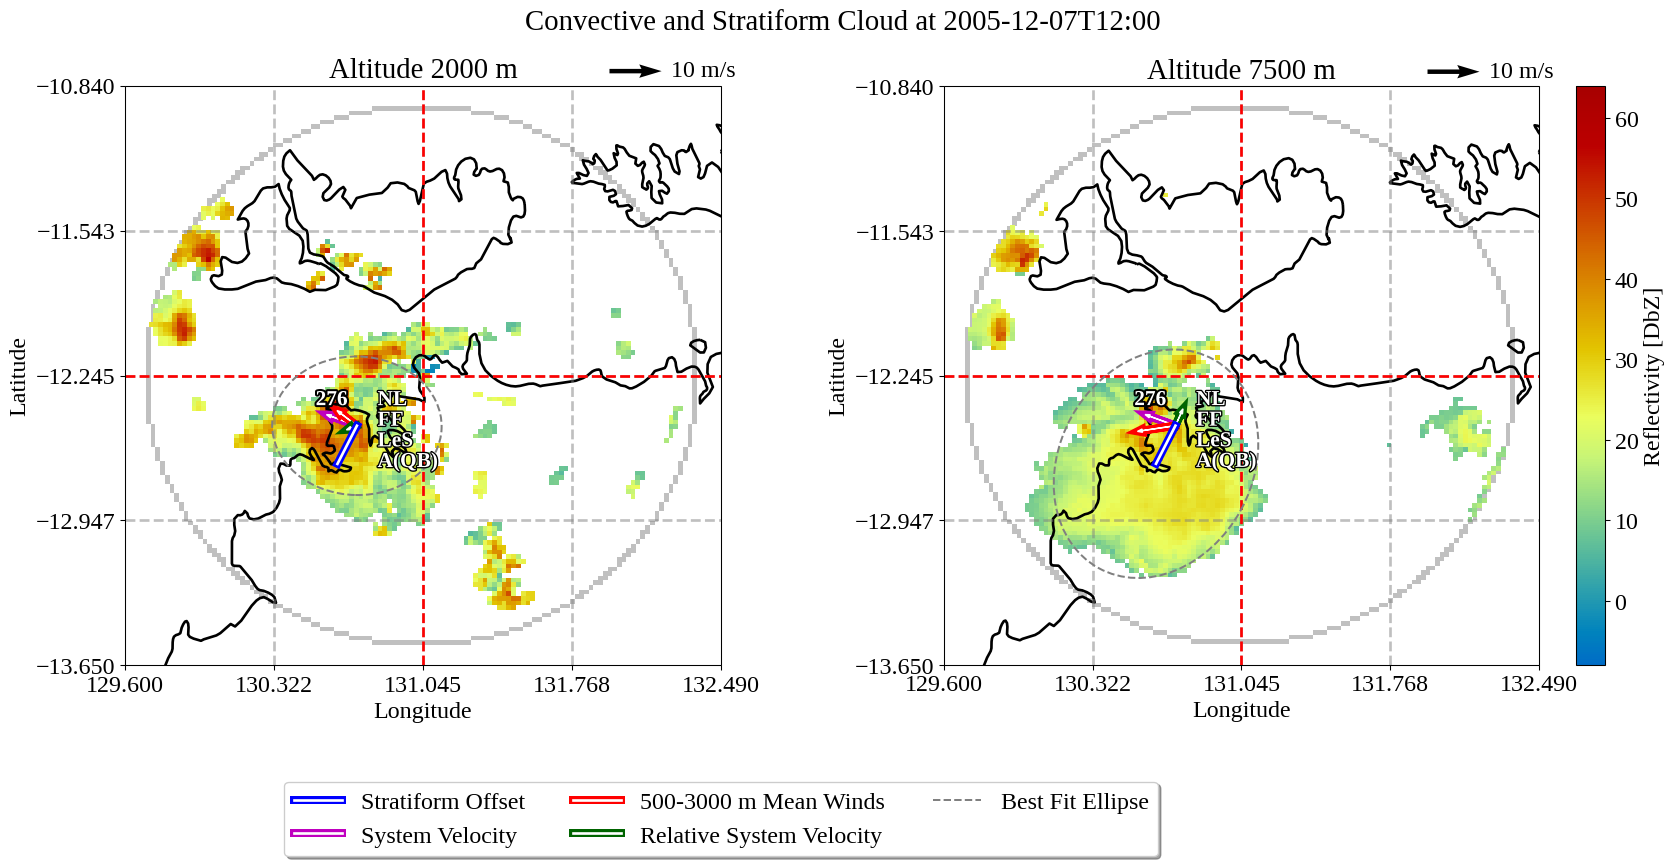 Convective and Stratiform Cloud at 2005-12-07T12:00
Altitude 2000 m
10 m/s
−10.840
−11.543
−12.245
−12.947
−13.650
Latitude
129.600
130.322
131.045
131.768
132.490
Longitude
276
NL
FF
LeS
A(QB)
Altitude 7500 m
10 m/s
−10.840
−11.543
−12.245
−12.947
−13.650
Latitude
129.600
130.322
131.045
131.768
132.490
Longitude
276
NL
FF
LeS
A(QB)
60
50
40
30
20
10
0
Reflectivity [DbZ]
Stratiform Offset
System Velocity
500-3000 m Mean Winds
Relative System Velocity
Best Fit Ellipse